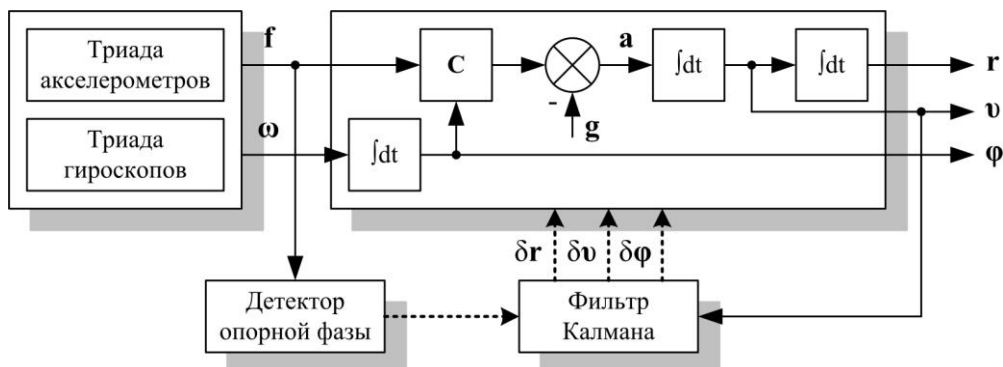 Триада
акселерометров
Триада
гироскопов
f
ω
C
-
g
a
∫dt
∫dt
∫dt
r
υ
φ
δr δυ δφ
Детектор
опорной фазы
Фильтр
Калмана